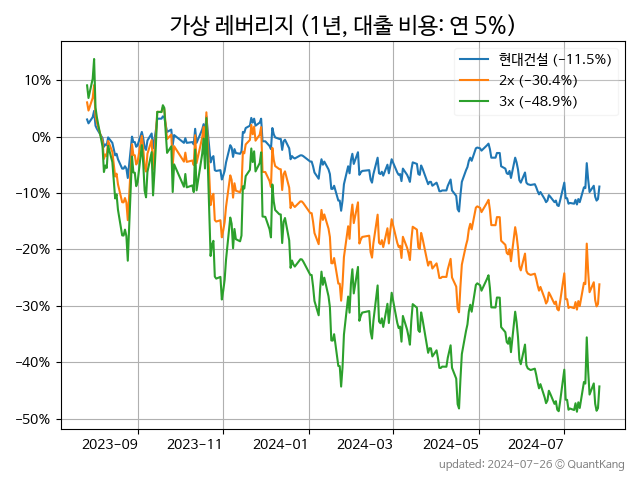 가상 레버리지 (1년, 대출 비용: 연 5%)
현대건설 (−11.5%)
2x (−30.4%)
3x (−48.9%)
10%
0%
−10%
−20%
−30%
−40%
−50%
2023-09 2023-11 2024-01 2024-03 2024-05 2024-07
updated: 2024-07-26 © QuantKang